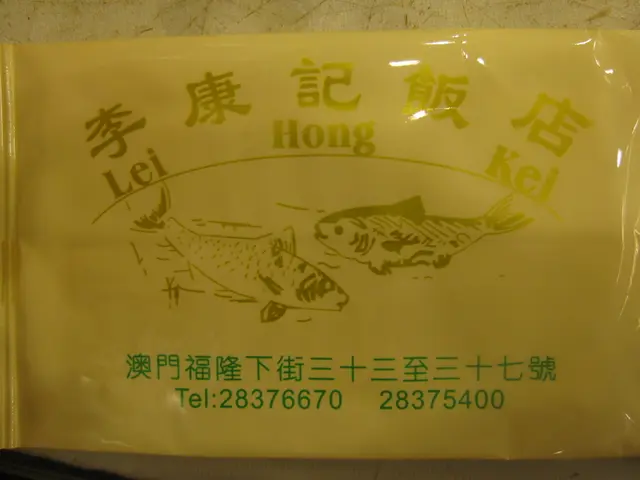 李康記飯店
Lei Hong Kei
澳門福隆下街三十三至三十七號
Tel:28376670 28375400